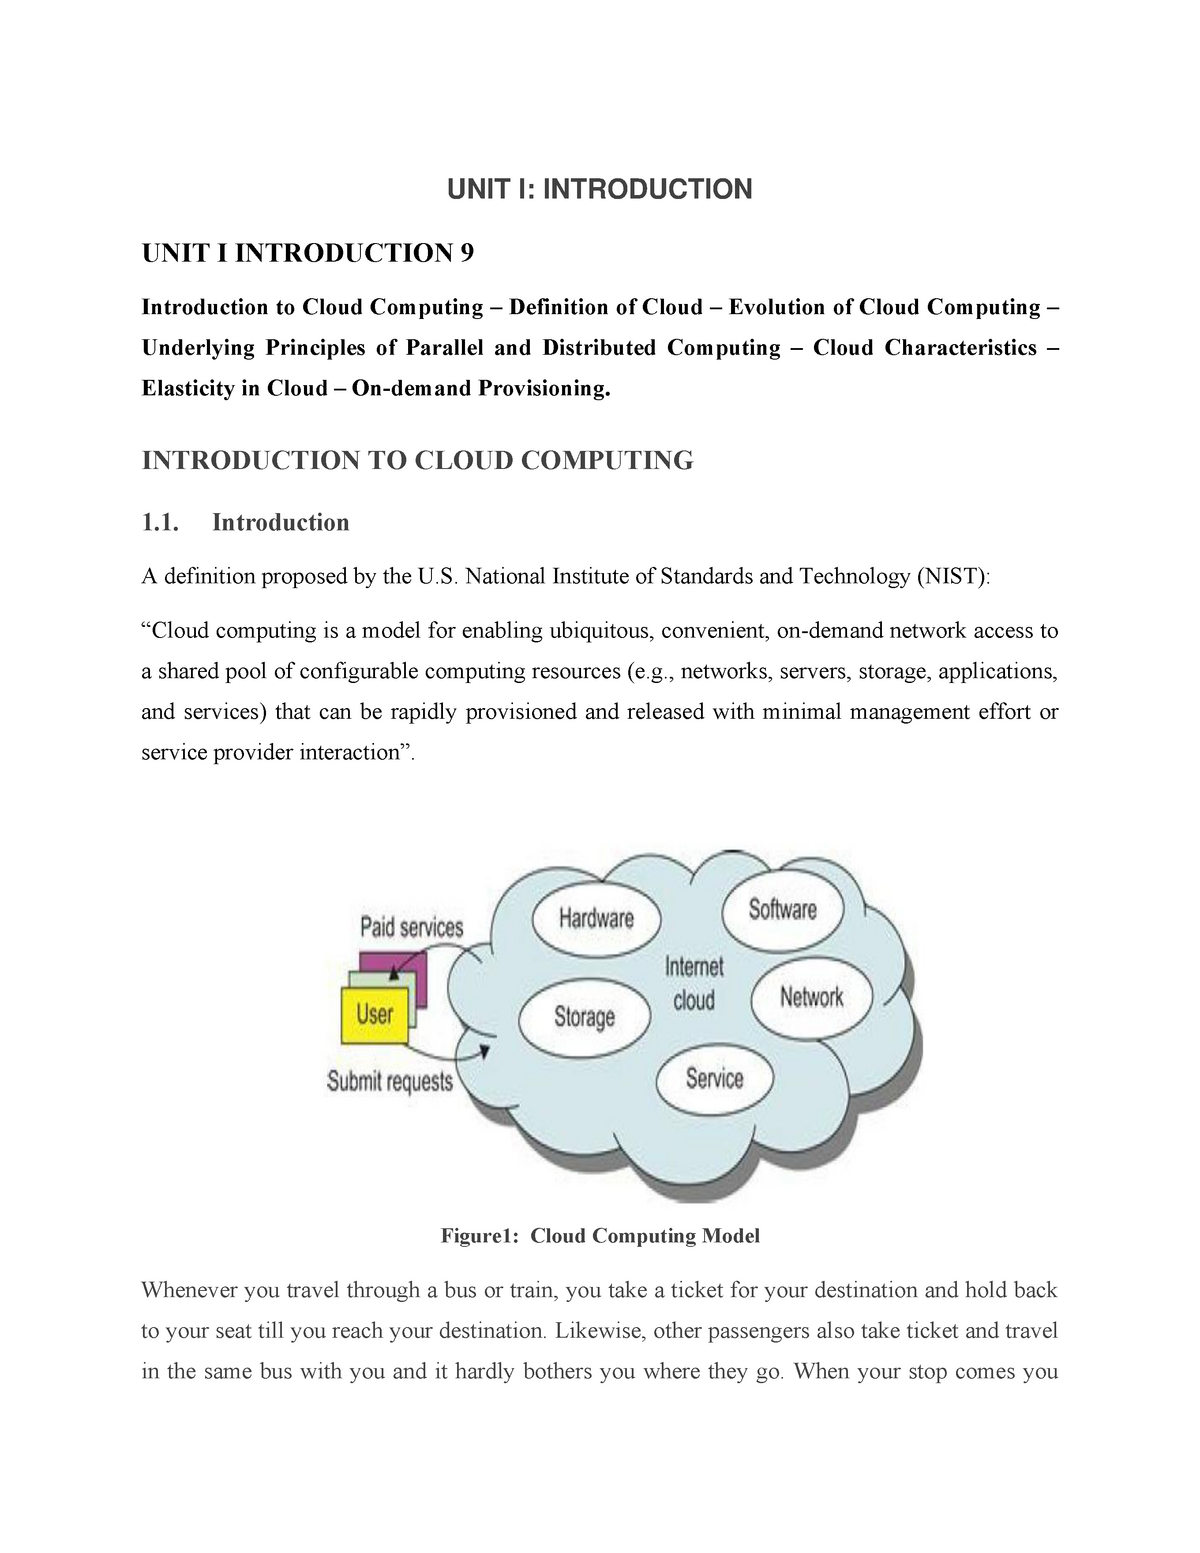 UNIT I: INTRODUCTION
UNIT I INTRODUCTION 9
Introduction to Cloud Computing – Definition of Cloud – Evolution of Cloud Computing –
Underlying Principles of Parallel and Distributed Computing – Cloud Characteristics –
Elasticity in Cloud – On-demand Provisioning.
INTRODUCTION TO CLOUD COMPUTING
1.1. Introduction
A definition proposed by the U.S. National Institute of Standards and Technology (NIST):
“Cloud computing is a model for enabling ubiquitous, convenient, on-demand network access to
a shared pool of configurable computing resources (e.g., networks, servers, storage, applications,
and services) that can be rapidly provisioned and released with minimal management effort or
service provider interaction”.
Paid services
User
Submit requests
Hardware
Software
Internet
cloud
Storage
Network
Service
Figure1: Cloud Computing Model
Whenever you travel through a bus or train, you take a ticket for your destination and hold back
to your seat till you reach your destination. Likewise, other passengers also take ticket and travel
in the same bus with you and it hardly bothers you where they go. When your stop comes you